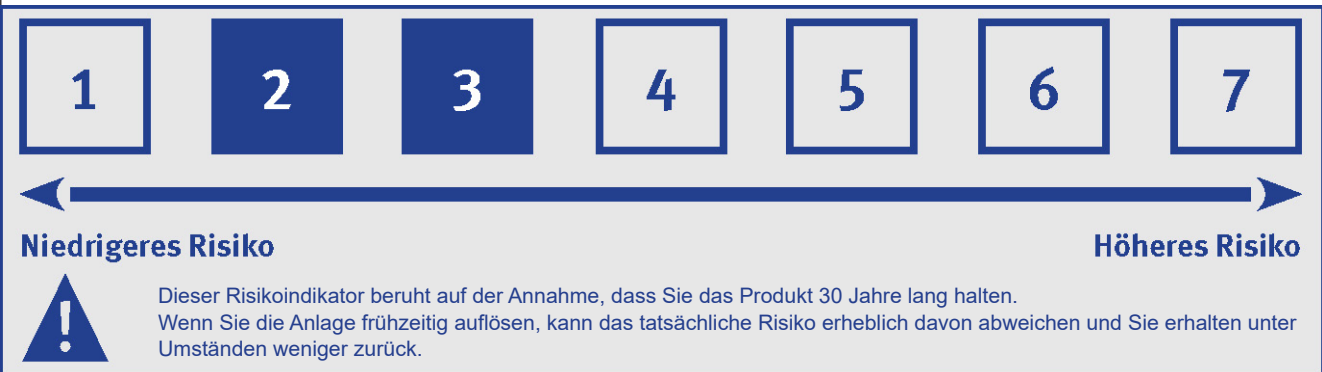 1 2 3 4 5 6 7
Niedrigeres Risiko Höheres Risiko
!
Dieser Risikoindikator beruht auf der Annahme, dass Sie das Produkt 30 Jahre lang halten.
Wenn Sie die Anlage frühzeitig auflösen, kann das tatsächliche Risiko erheblich davon abweichen und Sie erhalten unter
Umständen weniger zurück.